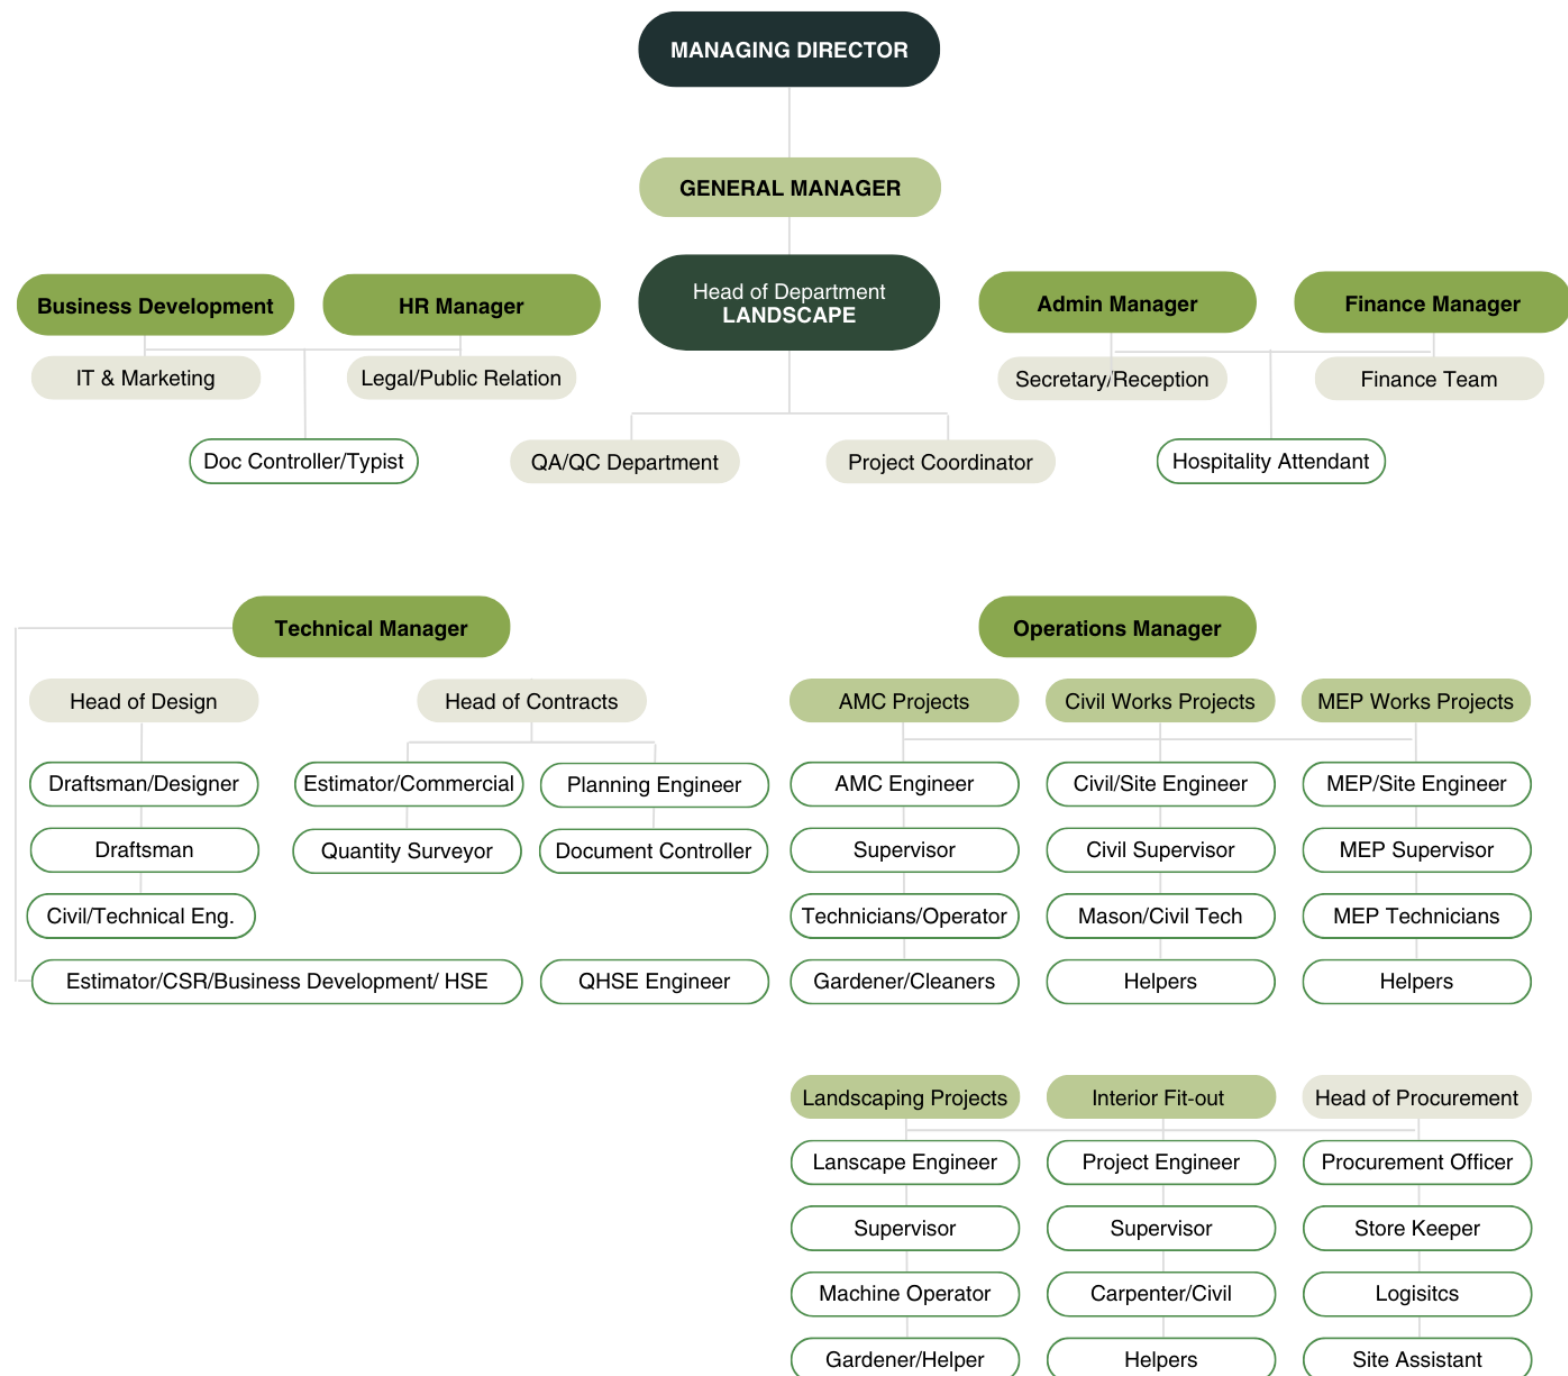 MANAGING DIRECTOR
GENERAL MANAGER
Business Development
HR Manager
Head of Department
LANDSCAPE
Admin Manager
Finance Manager
IT & Marketing
Legal/Public Relation
Secretary/Reception
Finance Team
Doc Controller/Typist
QA/QC Department
Project Coordinator
Hospitality Attendant
Technical Manager
Operations Manager
Head of Design
Head of Contracts
AMC Projects
Civil Works Projects
MEP Works Projects
Draftsman/Designer
Estimator/Commercial
Planning Engineer
AMC Engineer
Civil/Site Engineer
MEP/Site Engineer
Draftsman
Quantity Surveyor
Document Controller
Supervisor
Civil Supervisor
MEP Supervisor
Civil/Technical Eng.
Technicians/Operator
Mason/Civil Tech
MEP Technicians
Estimator/CSR/Business Development/ HSE
QHSE Engineer
Gardener/Cleaners
Helpers
Helpers
Landscaping Projects
Interior Fit-out
Head of Procurement
Lanscape Engineer
Project Engineer
Procurement Officer
Supervisor
Supervisor
Store Keeper
Machine Operator
Carpenter/Civil
Logisitcs
Gardener/Helper
Helpers
Site Assistant